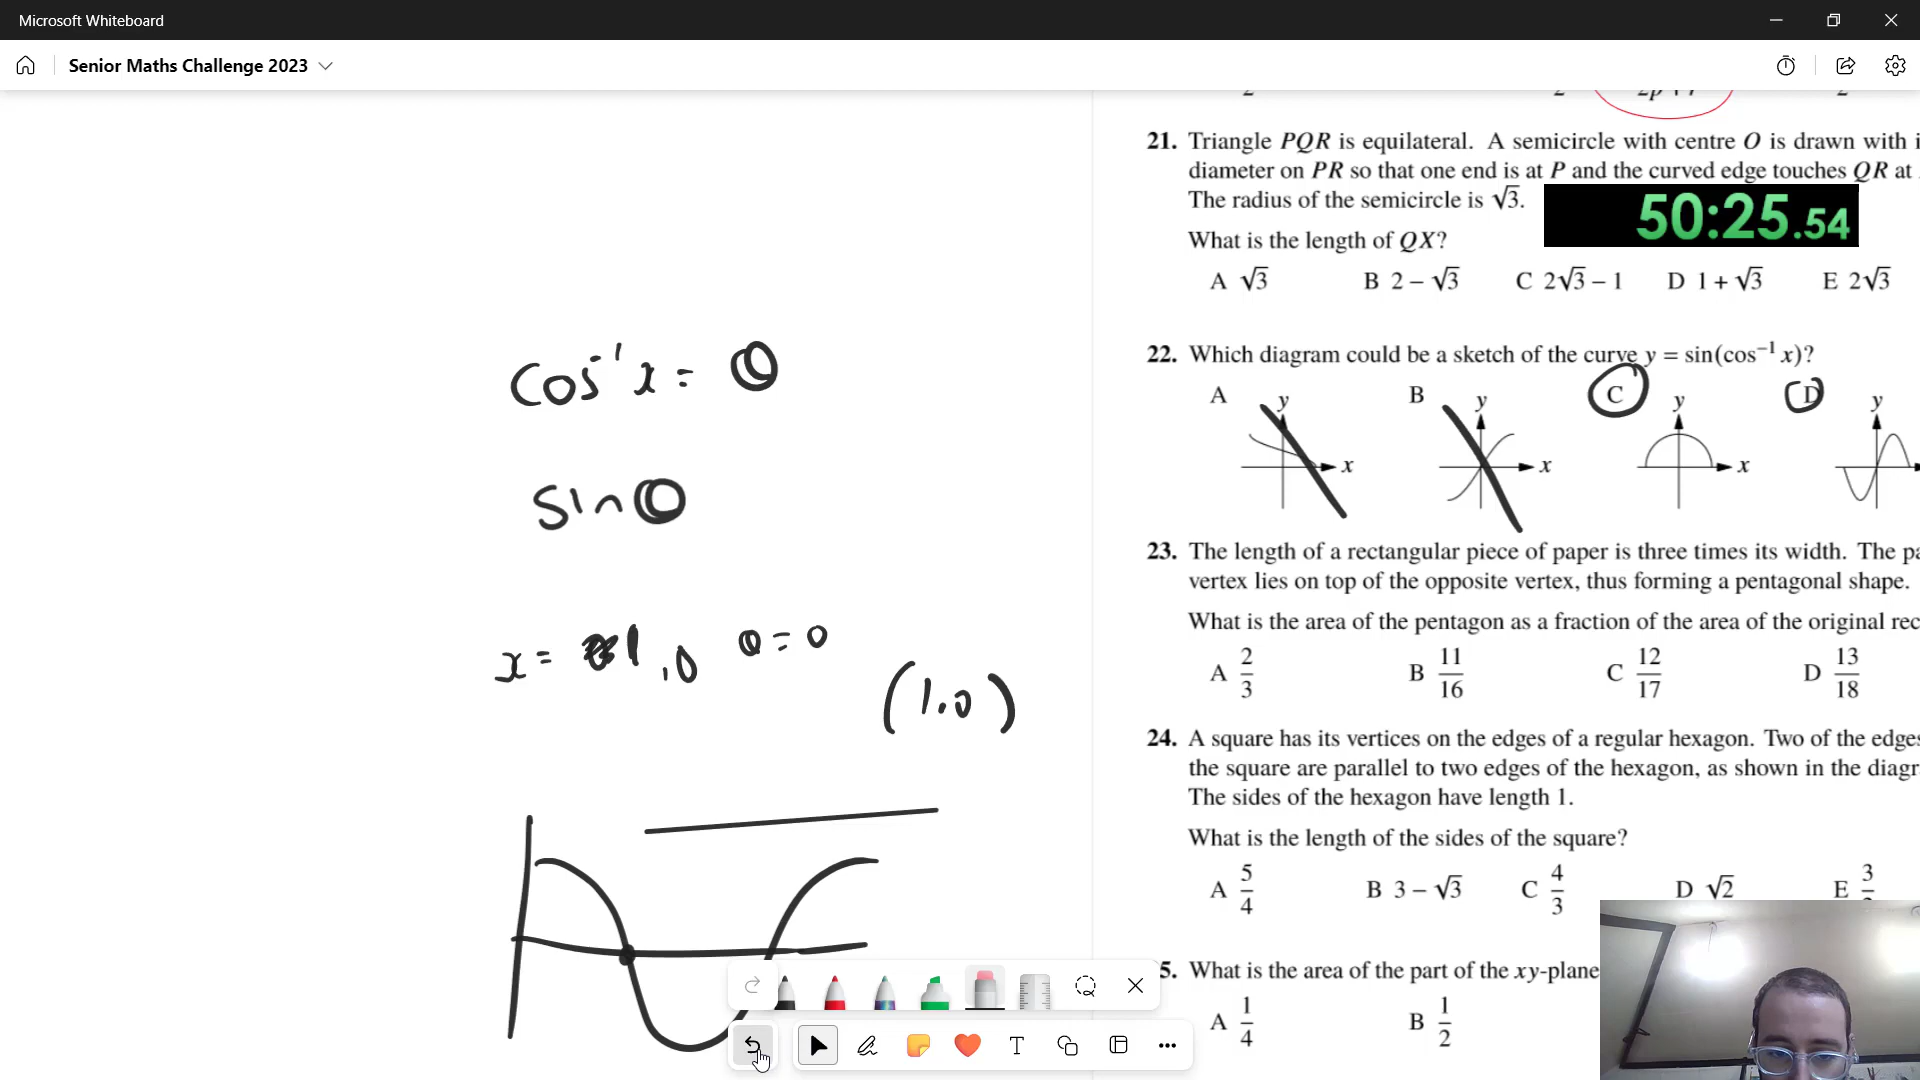 Microsoft Whiteboard
Senior Maths Challenge 2023
cos⁻¹ x = θ
sin θ
x = 1, 0 θ = 0
(1, 0)
21. Triangle PQR is equilateral. A semicircle with centre O is drawn with i
diameter on PR so that one end is at P and the curved edge touches QR at
The radius of the semicircle is √3.
50:25.54
What is the length of QX?
A √3 B 2 – √3 C 2√3 – 1 D 1 + √3 E 2√3
22. Which diagram could be a sketch of the curve y = sin(cos⁻¹ x)?
A B C D
y y y y
x x x
23. The length of a rectangular piece of paper is three times its width. The pa
vertex lies on top of the opposite vertex, thus forming a pentagonal shape.
What is the area of the pentagon as a fraction of the area of the original rec
A 2/3 B 11/16 C 12/17 D 13/18
24. A square has its vertices on the edges of a regular hexagon. Two of the edges
the square are parallel to two edges of the hexagon, as shown in the diagr
The sides of the hexagon have length 1.
What is the length of the sides of the square?
A 5/4 B 3 – √3 C 4/3 D √2 E 3
5. What is the area of the part of the xy-plane
A 1/4 B 1/2
T